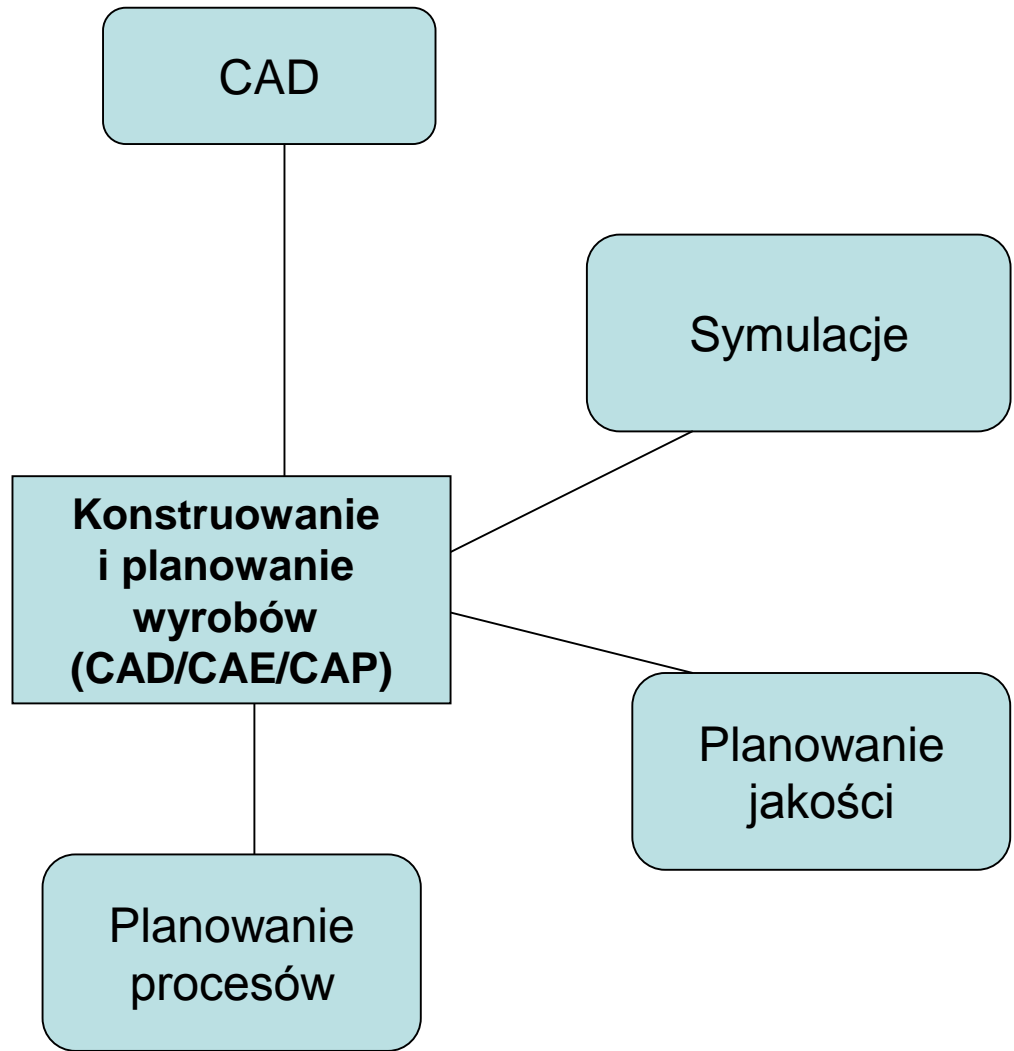 CAD
Symulacje
Konstruowanie
i planowanie
wyrobów
(CAD/CAE/CAP)
Planowanie
jakości
Planowanie
procesów